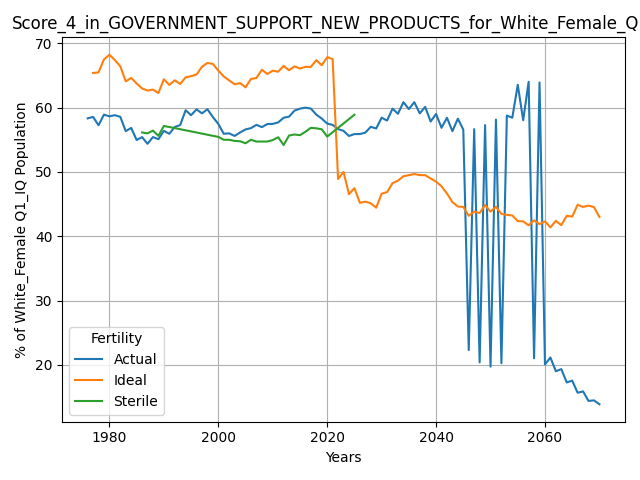 Score_4_in_GOVERNMENT_SUPPORT_NEW_PRODUCTS_for_White_Female_Q
% of White_Female Q1_IQ Population
70
60
50
40
30
20
Fertility
Actual
Ideal
Sterile
1980
2000
2020
2040
2060
Years